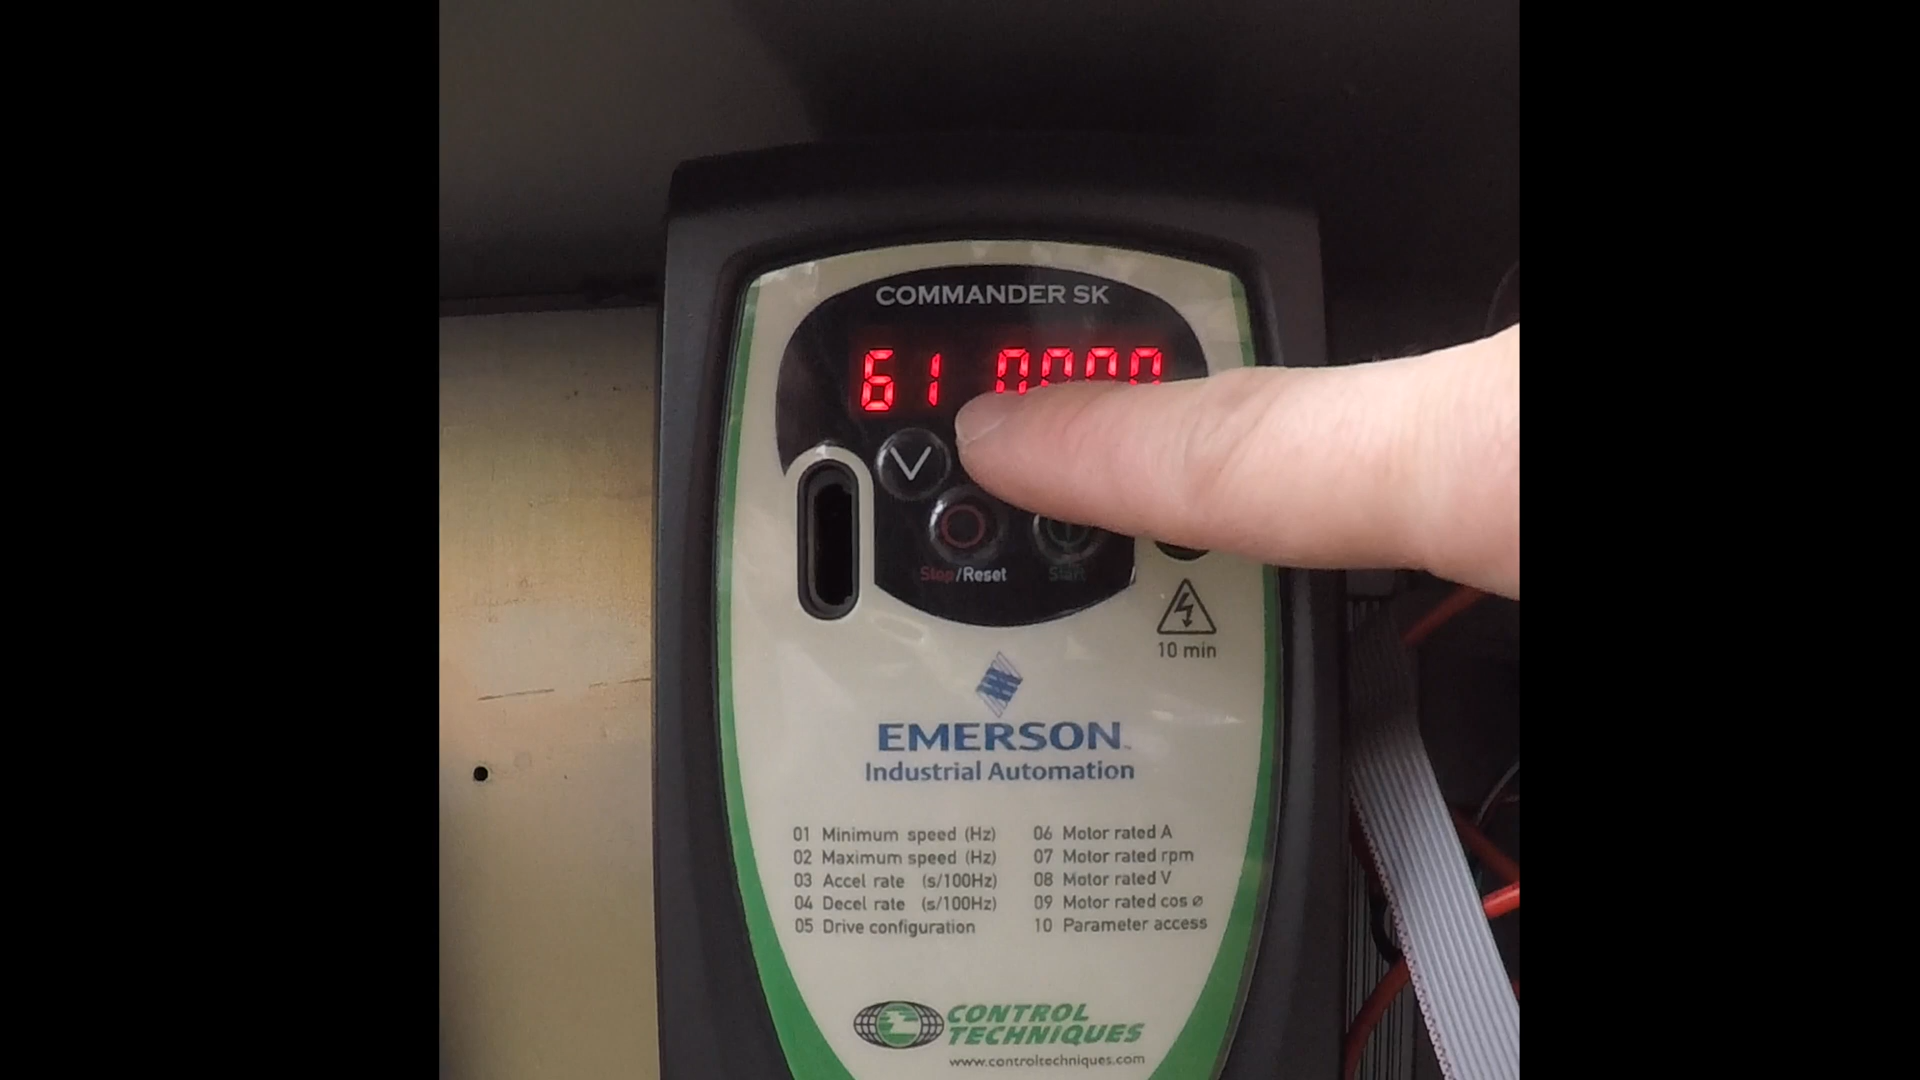 COMMANDER SK
61 0000
Stop/Reset Start
10 min
EMERSON™
Industrial Automation
01 Minimum speed (Hz) 06 Motor rated A
02 Maximum speed (Hz) 07 Motor rated rpm
03 Accel rate (s/100Hz) 08 Motor rated V
04 Decel rate (s/100Hz) 09 Motor rated cos ø
05 Drive configuration 10 Parameter access
CONTROL
TECHNIQUES
www.controltechniques.com